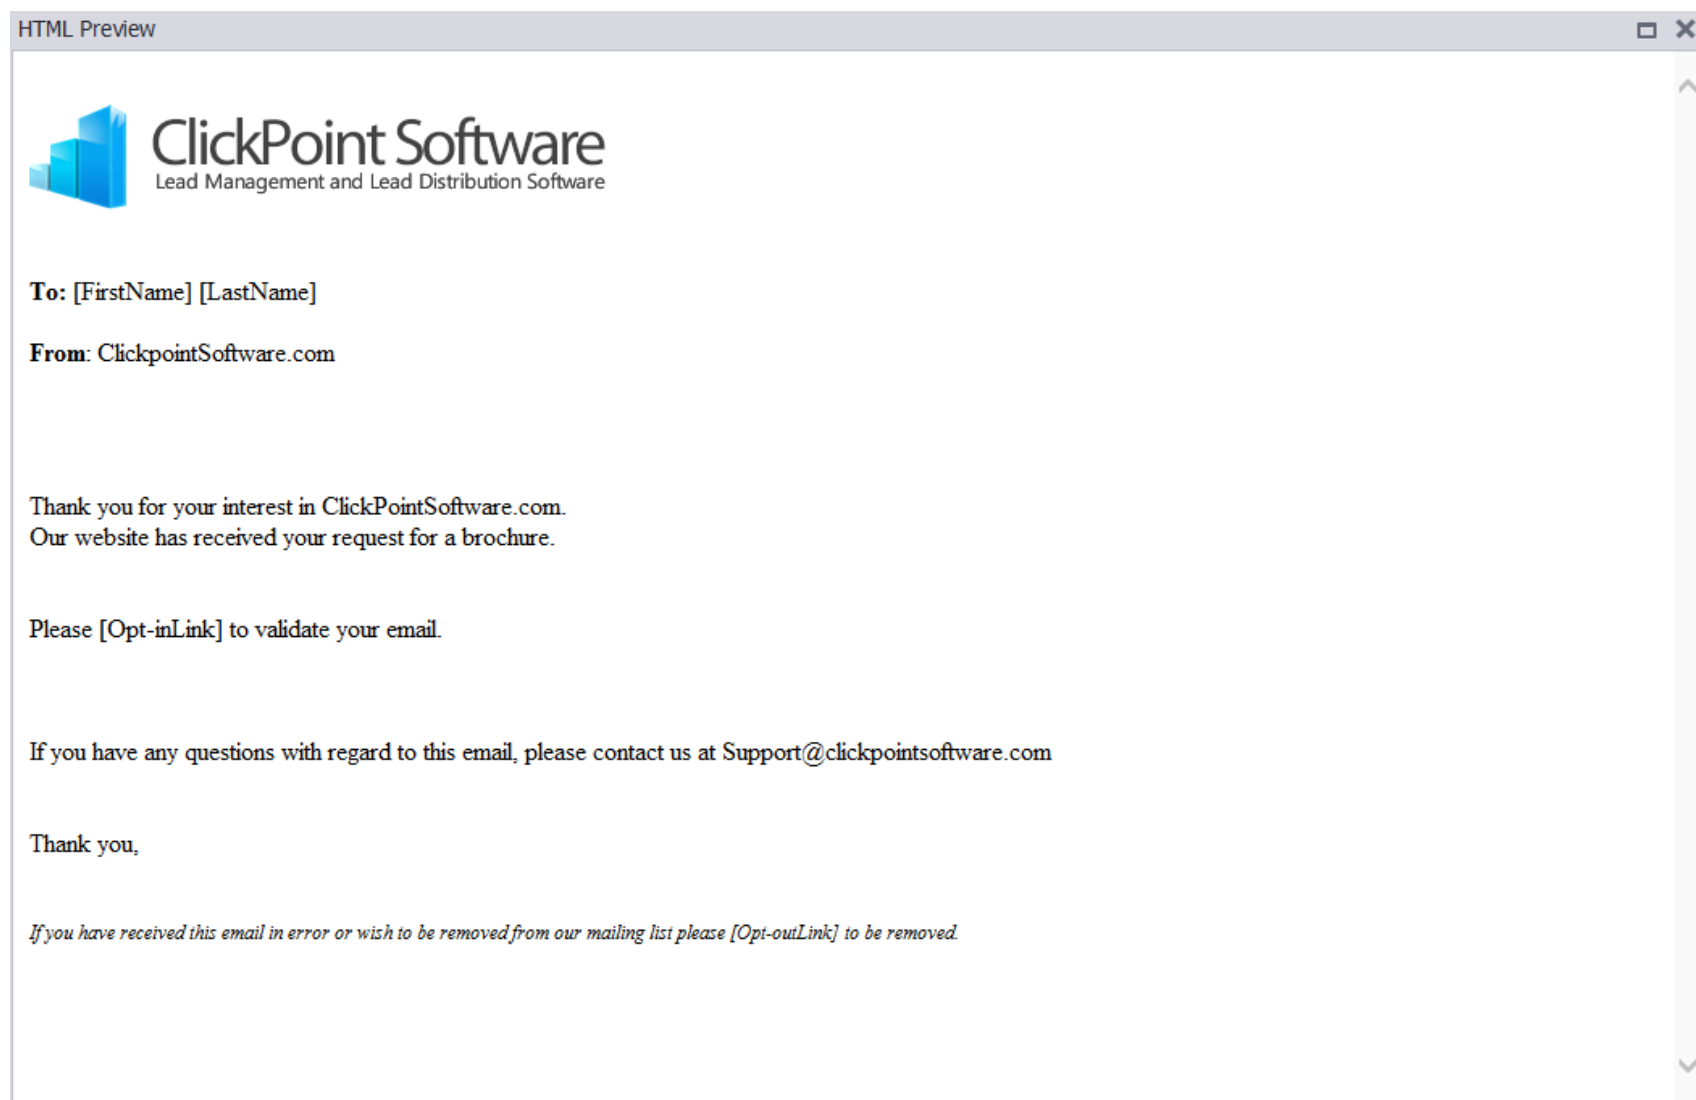 HTML Preview
ClickPoint Software
Lead Management and Lead Distribution Software
To: [FirstName] [LastName]
From: ClickpointSoftware.com
Thank you for your interest in ClickPointSoftware.com.
Our website has received your request for a brochure.
Please [Opt-inLink] to validate your email.
If you have any questions with regard to this email, please contact us at Support@clickpointsoftware.com
Thank you,
If you have received this email in error or wish to be removed from our mailing list please [Opt-outLink] to be removed.